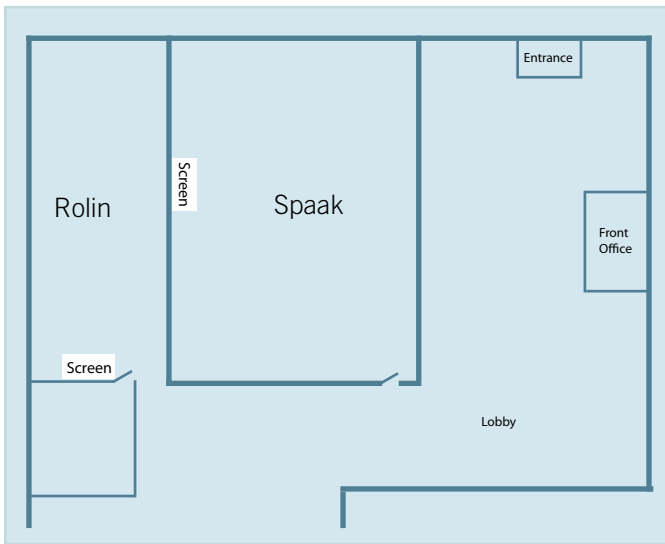 Entrance
Screen
Rolin
Spaak
Front
Office
Screen
Lobby